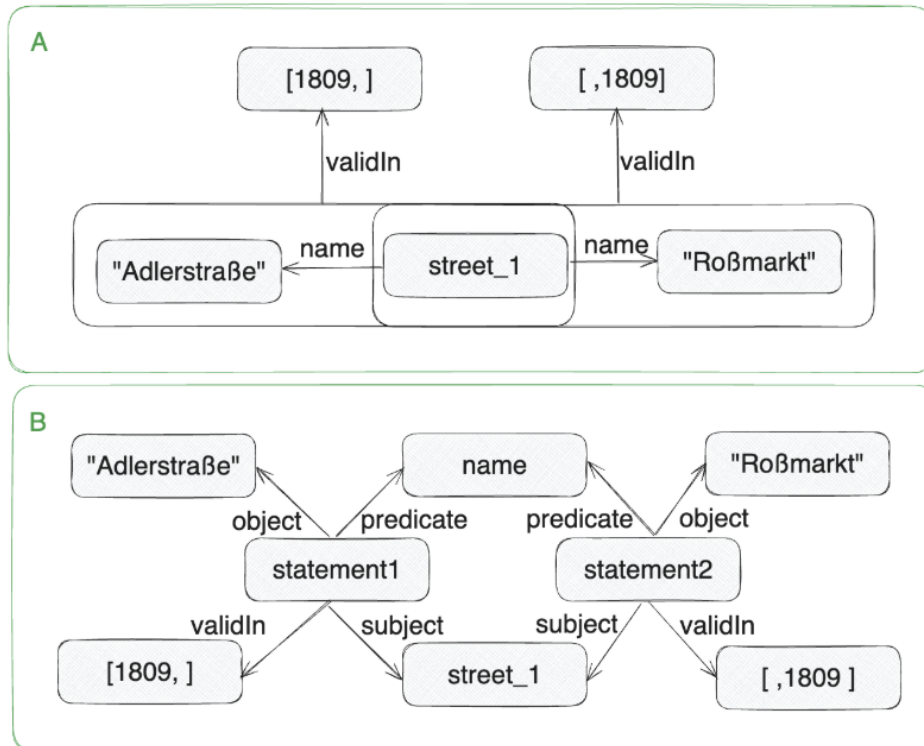 A
[1809, ]
[ ,1809]
validIn
validIn
"Adlerstraße"
name
street_1
name
"Roßmarkt"
B
"Adlerstraße"
name
"Roßmarkt"
object
predicate
predicate
object
statement1
statement2
validIn
subject
subject
validIn
[1809, ]
street_1
[ ,1809 ]